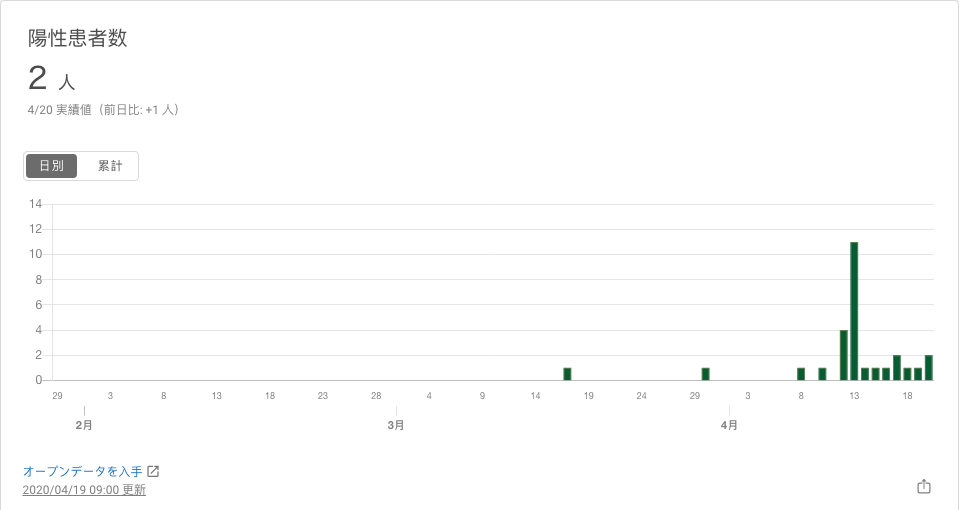 陽性患者数
2 人
4/20 実績値（前日比: +1 人）
日別 累計
14
12
10
8
6
4
2
0
29 3 8 13 18 23 28 4 9 14 19 24 29 3 8 13 18
2月 3月 4月
オープンデータを入手
2020/04/19 09:00 更新